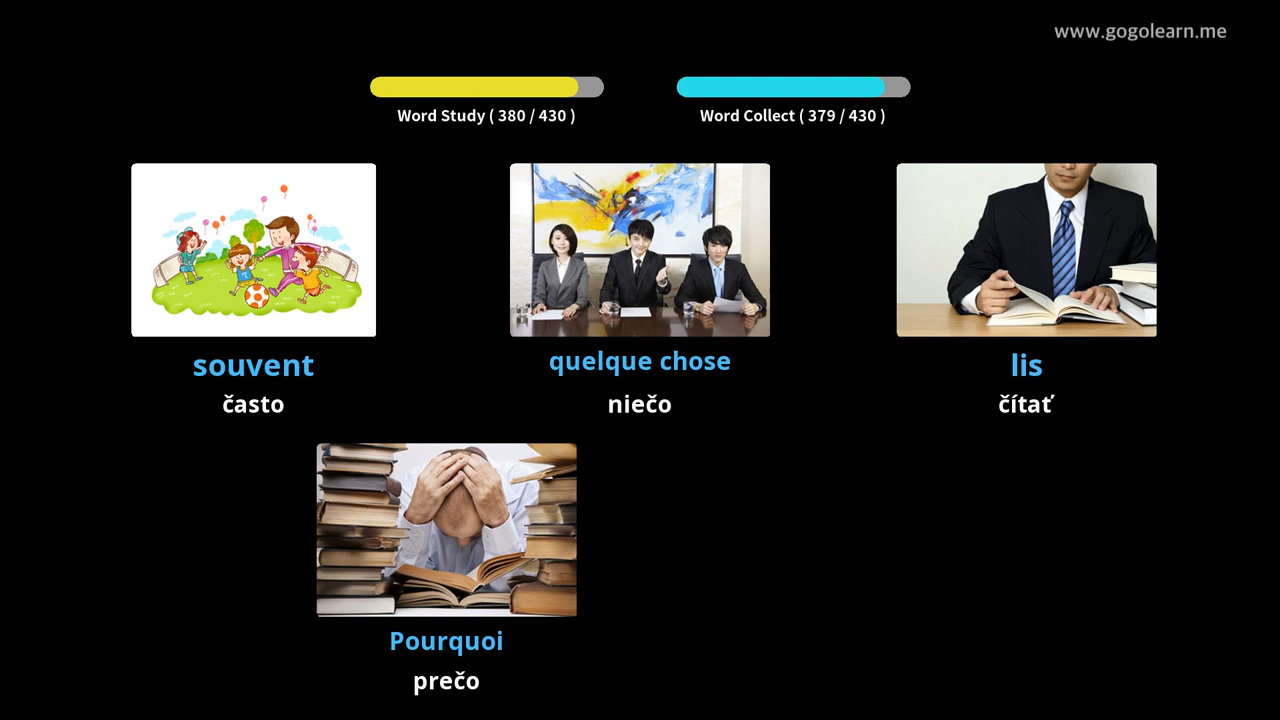 www.gogolearn.me
Word Study ( 380 / 430 )
Word Collect ( 379 / 430 )
souvent
často
quelque chose
niečo
lis
čítať
Pourquoi
prečo